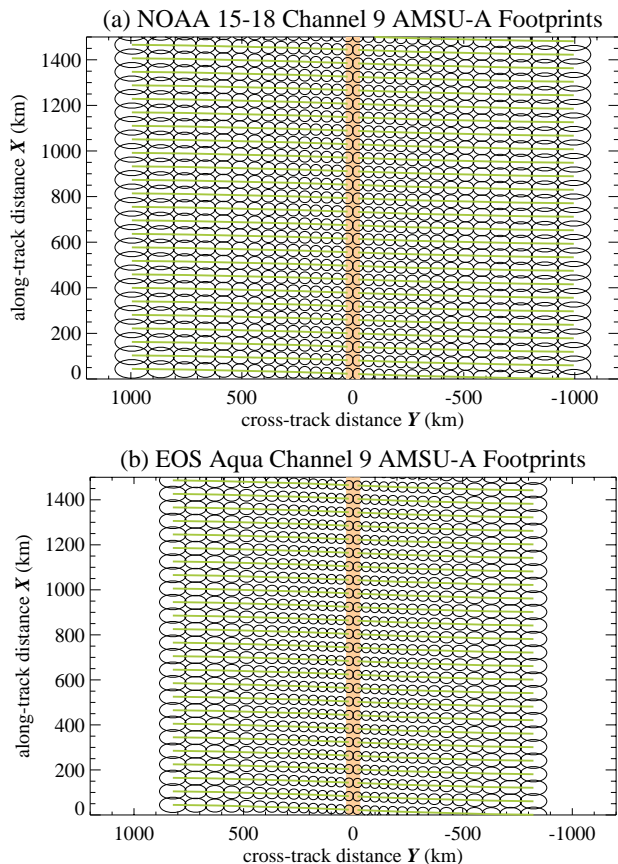 (a) NOAA 15-18 Channel 9 AMSU-A Footprints
1400
1200
1000
800
600
400
200
0
along-track distance X (km)
1000 500 0 -500 -1000
cross-track distance Y (km)
(b) EOS Aqua Channel 9 AMSU-A Footprints
1400
1200
1000
800
600
400
200
0
along-track distance X (km)
1000 500 0 -500 -1000
cross-track distance Y (km)